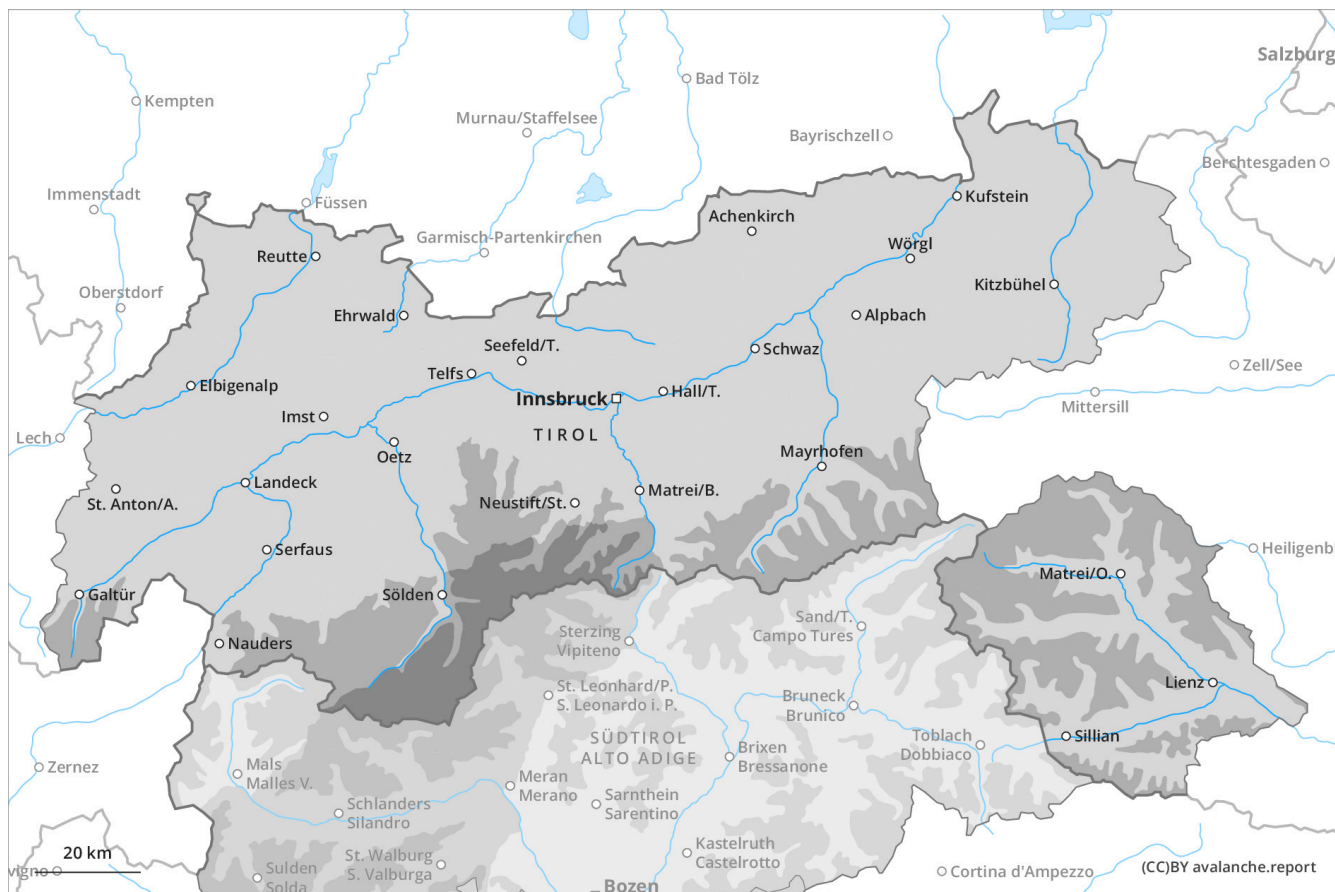 Salzburg
Kempten
Bad Tölz
Murnau/Staffelsee
Bayrischzell
Berchtesgaden
Immenstadt
Füssen
Kufstein
Achenkirch
Garmisch-Partenkirchen
Wörgl
Reutte
Kitzbühel
Oberstdorf
Ehrwald
Alpbach
Seefeld/T.
Schwaz
Zell/See
Telfs
Elbigenalp
Hall/T.
Innsbruck
Mittersill
Imst
TIROL
Lech
Oetz
Mayrhofen
Landeck
Matrei/B.
St. Anton/A.
Neustift/St.
Serfaus
Heiligenb
Matrei/O.
Galtür
Sölden
Sand/T.
Campo Tures
Sterzing
Vipiteno
Nauders
Lienz
St. Leonhard/P.
S. Leonardo i. P.
Bruneck
Brunico
Toblach
Dobbiaco
Sillian
SÜDTIROL
ALTO ADIGE
Brixen
Bressanone
Zernez
Mals
Malles V.
Meran
Merano
Schlanders
Silandro
Sarnthein
Sarentino
Kastelruth
Castelrotto
20 km
St. Walburg
S. Valburga
vigno
Sulden
Solda
Cortina d'Ampezzo
(CC)BY avalanche.report
Bozen